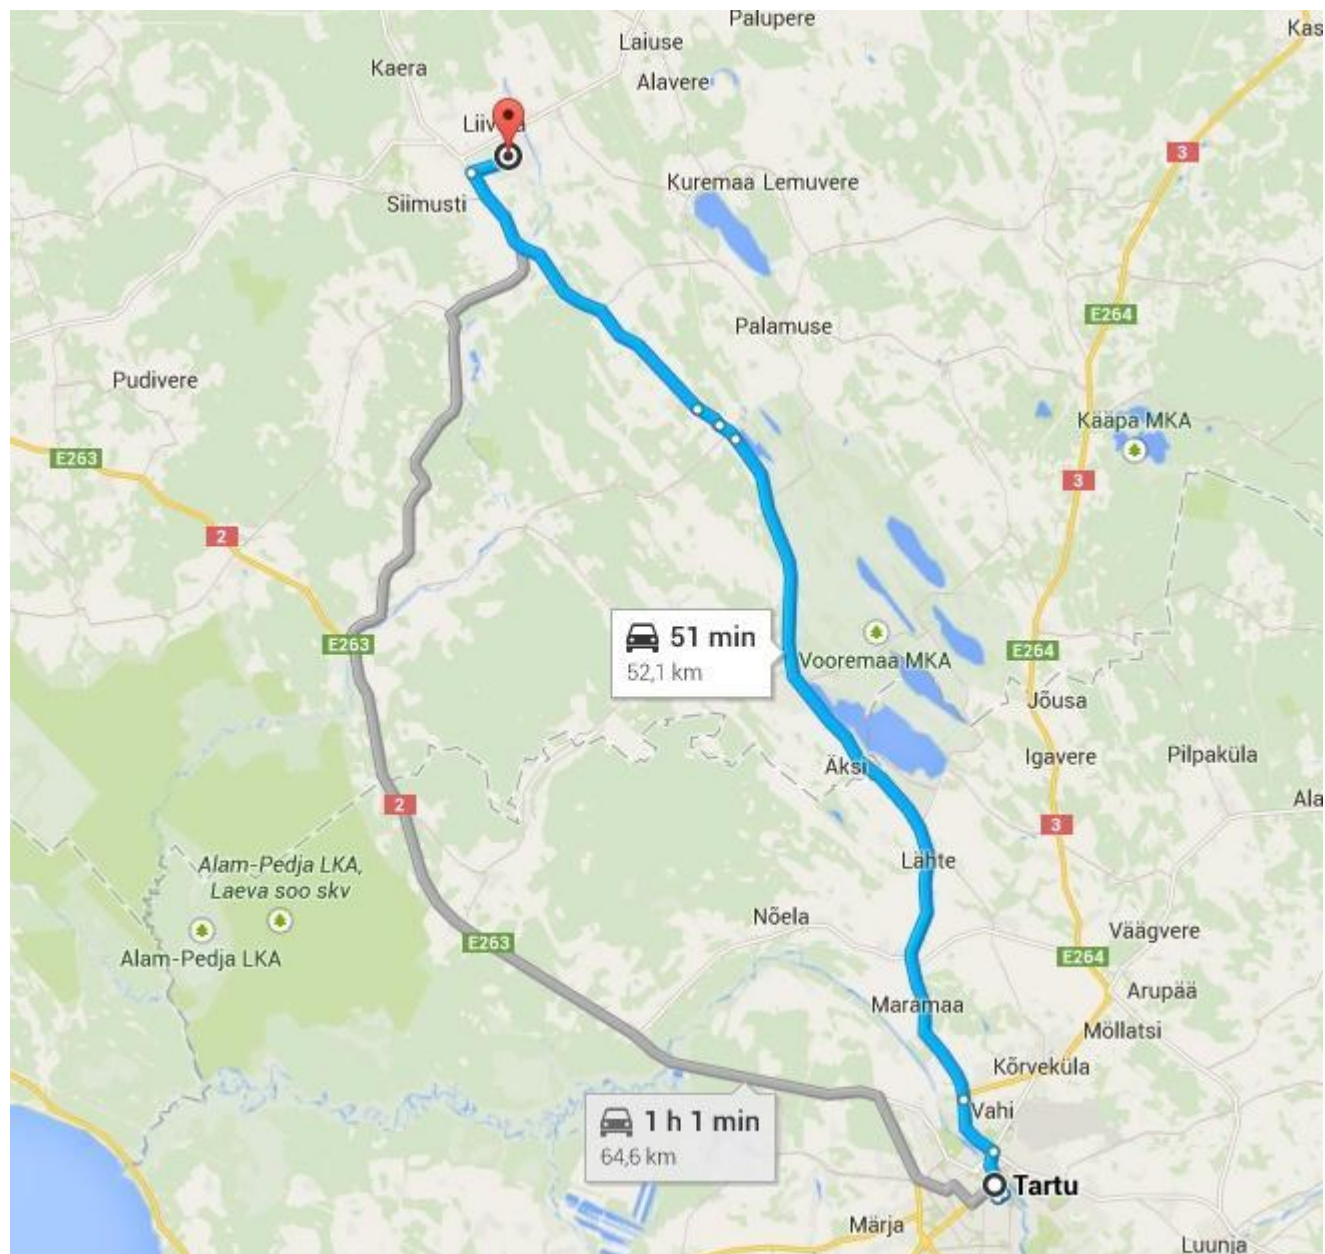 Palupere
Kas
Laiuse
Kaera
Alavere
3
Siimusti
Kuremaa Lemuvere
E264
Palamuse
Pudivere
Kääpa MKA
E263
3
2
51 min
52,1 km
E263
E264
Vooremaa MKA
Jõusa
Igavere
Pilpaküla
Äksi
2
Ala
3
Alam-Pedja LKA,
Laeva soo skv
Lähte
Nõela
Väägvere
E263
Alam-Pedja LKA
E264
Arupää
Maramaa
Möllatsi
Kõrveküla
Vahi
1 h 1 min
64,6 km
Tartu
Märja
Luunja